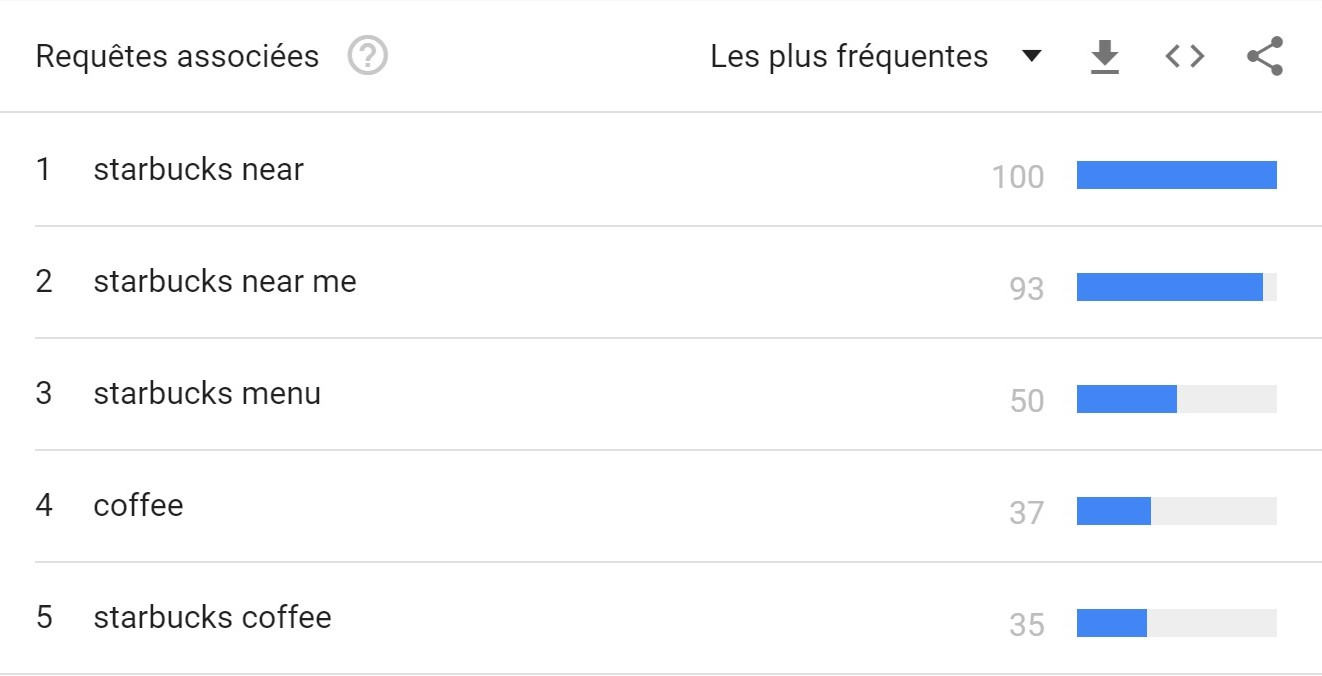 Requêtes associées ? Les plus fréquentes
1 starbucks near 100
2 starbucks near me 93
3 starbucks menu 50
4 coffee 37
5 starbucks coffee 35